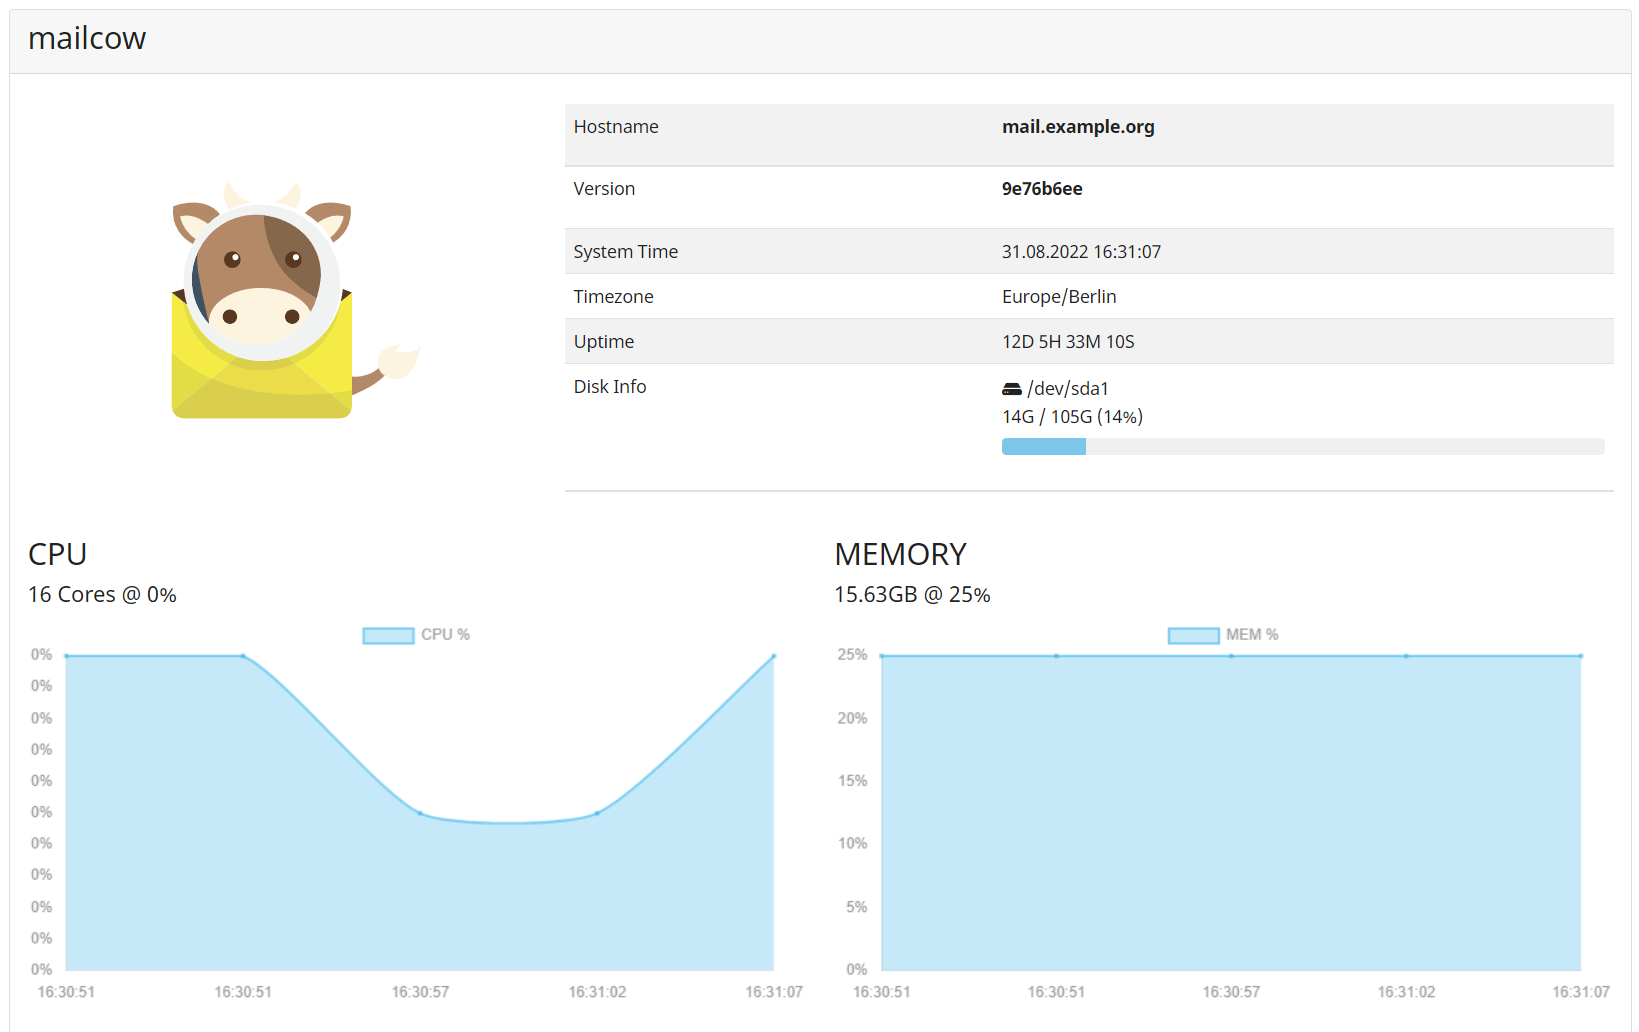 mailcow
Hostname mail.example.org
Version 9e76b6ee
System Time 31.08.2022 16:31:07
Timezone Europe/Berlin
Uptime 12D 5H 33M 10S
Disk Info /dev/sda1
14G / 105G (14%)
CPU
16 Cores @ 0%
CPU %
0%
0%
0%
0%
0%
0%
0%
0%
0%
0%
0%
16:30:51 16:30:51 16:30:57 16:31:02 16:31:07
MEMORY
15.63GB @ 25%
MEM %
25%
20%
15%
10%
5%
0%
16:30:51 16:30:51 16:30:57 16:31:02 16:31:07